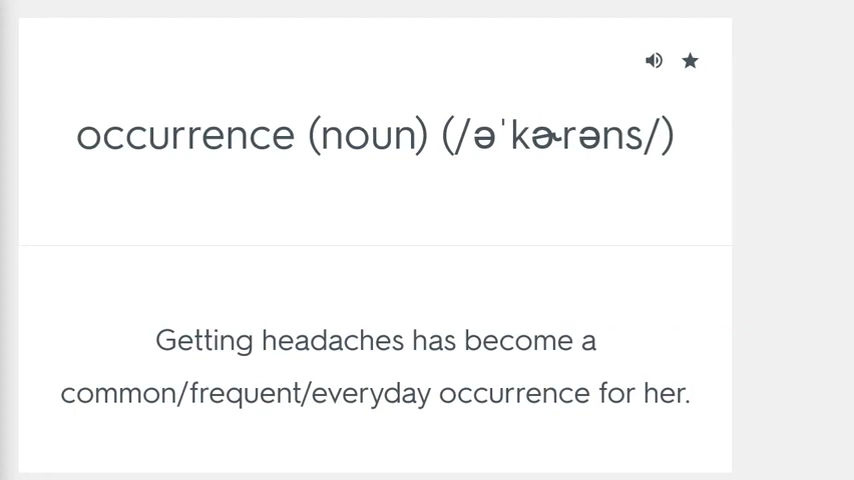 occurrence (noun) (/əˈkɚrəns/)
Getting headaches has become a
common/frequent/everyday occurrence for her.